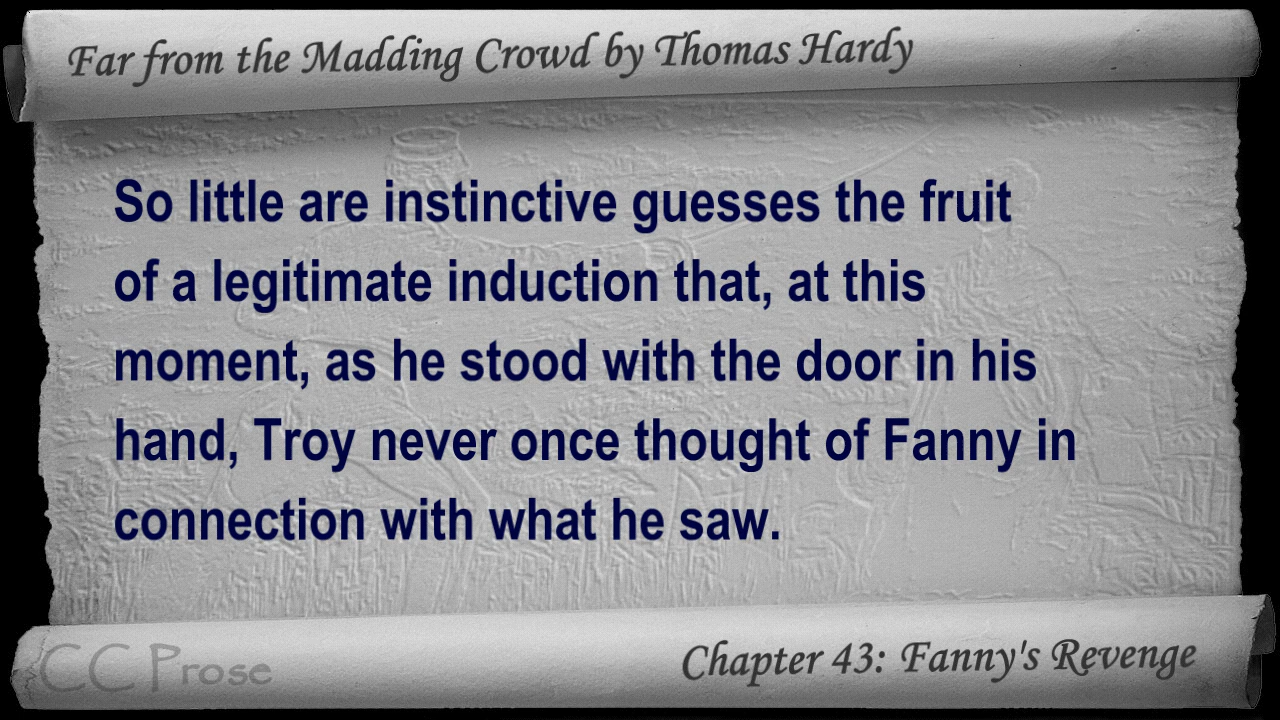 Far from the Madding Crowd by Thomas Hardy
So little are instinctive guesses the fruit
of a legitimate induction that, at this
moment, as he stood with the door in his
hand, Troy never once thought of Fanny in
connection with what he saw.
CC Prose
Chapter 43: Fanny's Revenge